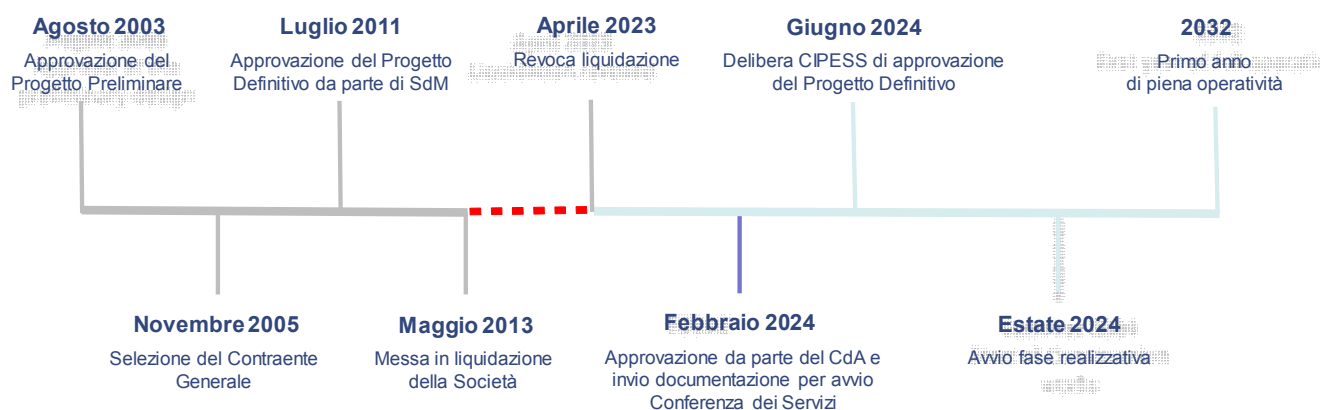 Agosto 2003
Approvazione del
Progetto Preliminare
Luglio 2011
Approvazione del Progetto
Definitivo da parte di SdM
Aprile 2023
Revoca liquidazione
Giugno 2024
Delibera CIPESS di approvazione
del Progetto Definitivo
2032
Primo anno
di piena operatività
Novembre 2005
Selezione del Contraente
Generale
Maggio 2013
Messa in liquidazione
della Società
Febbraio 2024
Approvazione da parte del CdA e
invio documentazione per avvio
Conferenza dei Servizi
Estate 2024
Avvio fase realizzativa